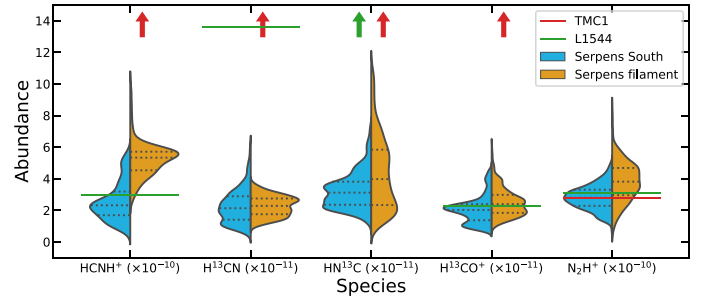 14
12
10
8
6
4
2
0
Abundance
TMC1
L1544
Serpens South
Serpens filament
HCNH⁺ (×10⁻¹⁰)
H¹³CN (×10⁻¹¹)
HN¹³C (×10⁻¹¹)
H¹³CO⁺ (×10⁻¹¹)
N₂H⁺ (×10⁻¹⁰)
Species